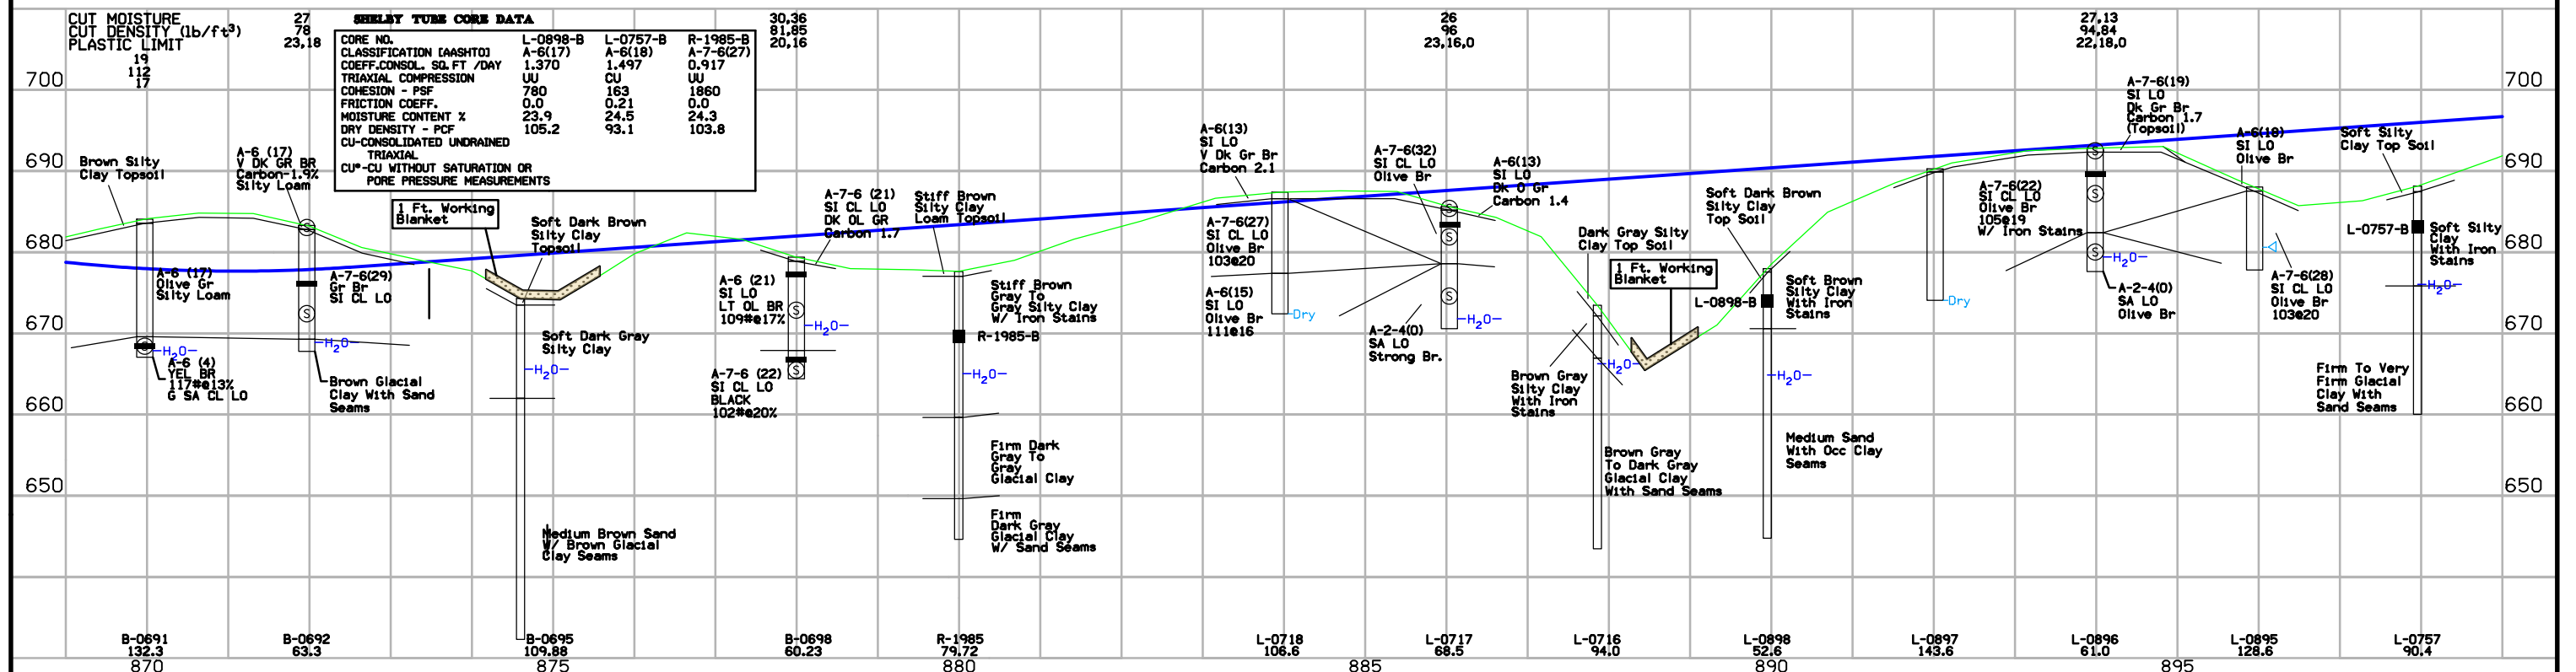 CUT MOISTURE
CUT DENSITY (lb/ft³)
PLASTIC LIMIT
19
112
17
27
78
23,18
30,36
81,85
20,16
26
96
23,16,0
27,13
94,84
22,18,0
SHELBY TUBE CORE DATA
CORE NO. L-0898-B L-0757-B R-1985-B
CLASSIFICATION [AASHTO] A-6(17) A-6(18) A-7-6(27)
COEFF.CONSOL. SQ.FT /DAY 1.370 1.497 0.917
TRIAXIAL COMPRESSION UU CU UU
COHESION - PSF 780 163 1860
FRICTION COEFF. 0.0 0.21 0.0
MOISTURE CONTENT % 23.9 24.5 24.3
DRY DENSITY - PCF 105.2 93.1 103.8
CU-CONSOLIDATED UNDRAINED
TRIAXIAL
CU*-CU WITHOUT SATURATION OR
PORE PRESSURE MEASUREMENTS
700
690
680
670
660
650
700
690
680
670
660
650
Brown Silty
Clay Topsoil
A-6 (17)
V DK GR BR
Carbon-1.9%
Silty Loam
A-6 (17)
Olive Gr
Silty Loam
S
H₂O
A-6 (4)
YEL BR
117#@13%
G SA CL LO
S
A-7-6(29)
Gr Br
SI CL LO
S
H₂O
Brown Glacial
Clay With Sand
Seams
1 Ft. Working
Blanket
Soft Dark Brown
Silty Clay
Topsoil
Soft Dark Gray
Silty Clay
H₂O
Medium Brown Sand
W/ Brown Glacial
Clay Seams
A-7-6 (21)
SI CL LO
DK OL GR
Carbon 1.7
A-6 (21)
SI LO
LT OL BR
109#@17%
S
H₂O
S
A-7-6 (22)
SI CL LO
BLACK
102#@20%
Stiff Brown
Silty Clay
Loam Topsoil
Stiff Brown
Gray To
Gray Silty Clay
W/ Iron Stains
R-1985-B
H₂O
Firm Dark
Gray To
Gray
Glacial Clay
Firm
Dark Gray
Glacial Clay
W/ Sand Seams
A-6(13)
SI LO
V Dk Gr Br
Carbon 2.1
A-7-6(27)
SI CL LO
Olive Br
103@20
A-6(15)
SI LO
Olive Br
111@16
Dry
A-7-6(32)
SI CL LO
Olive Br
A-6(13)
SI LO
Dk O Gr
Carbon 1.4
S
S
S
H₂O
A-2-4(0)
SA LO
Strong Br.
Dark Gray Silty
Clay Top Soil
H₂O
Brown Gray
Silty Clay
With Iron
Stains
Brown Gray
To Dark Gray
Glacial Clay
With Sand Seams
1 Ft. Working
Blanket
Soft Dark Brown
Silty Clay
Top Soil
L-0898-B
Soft Brown
Silty Clay
With Iron
Stains
H₂O
Medium Sand
With Occ Clay
Seams
Dry
A-7-6(19)
SI LO
Dk Gr Br
Carbon 1.7
(Topsoil)
A-7-6(22)
SI CL LO
Olive Br
105@19
W/ Iron Stains
S
S
S
H₂O
A-2-4(0)
SA LO
Olive Br
A-6(18)
SI LO
Olive Br
A-7-6(28)
SI CL LO
Olive Br
103@20
Soft Silty
Clay Top Soil
L-0757-B
Soft Silty
Clay
With Iron
Stains
H₂O
Firm To Very
Firm Glacial
Clay With
Sand Seams
B-0691
132.3
B-0692
63.3
B-0695
109.88
B-0698
60.23
R-1985
79.72
L-0718
106.6
L-0717
68.5
L-0716
94.0
L-0898
52.6
L-0897
143.6
L-0896
61.0
L-0895
128.6
L-0757
90.4
870
875
880
885
890
895